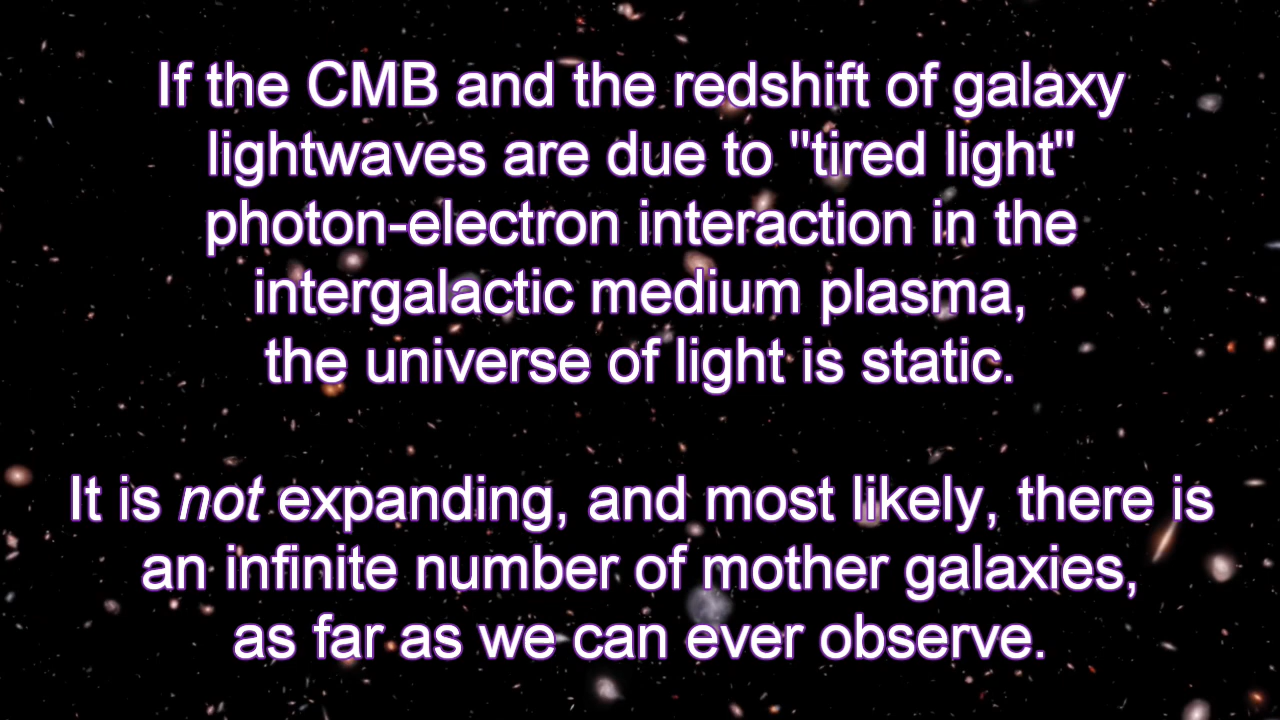 If the CMB and the redshift of galaxy
lightwaves are due to "tired light"
photon-electron interaction in the
intergalactic medium plasma,
the universe of light is static.
It is not expanding, and most likely, there is
an infinite number of mother galaxies,
as far as we can ever observe.